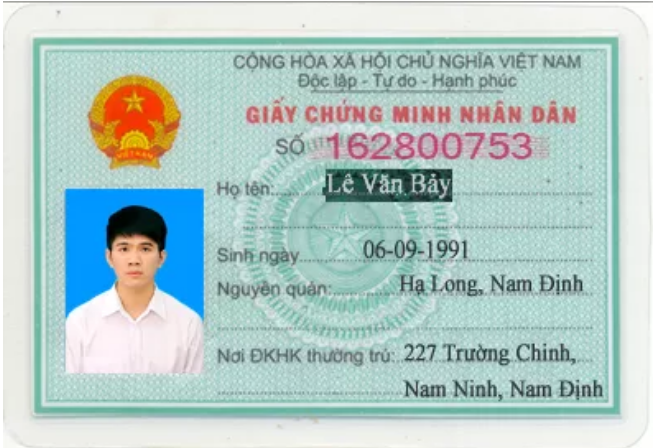 CỘNG HÒA XÃ HỘI CHỦ NGHĨA VIỆT NAM
Độc lập - Tự do - Hạnh phúc
GIẤY CHỨNG MINH NHÂN DÂN
SỐ 162800753
Họ tên: Lê Văn Bảy
Sinh ngày 06-09-1991
Nguyên quán: Hạ Long, Nam Định
Nơi ĐKHK thường trú: 227 Trường Chinh,
Nam Ninh, Nam Định
VIỆT NAM